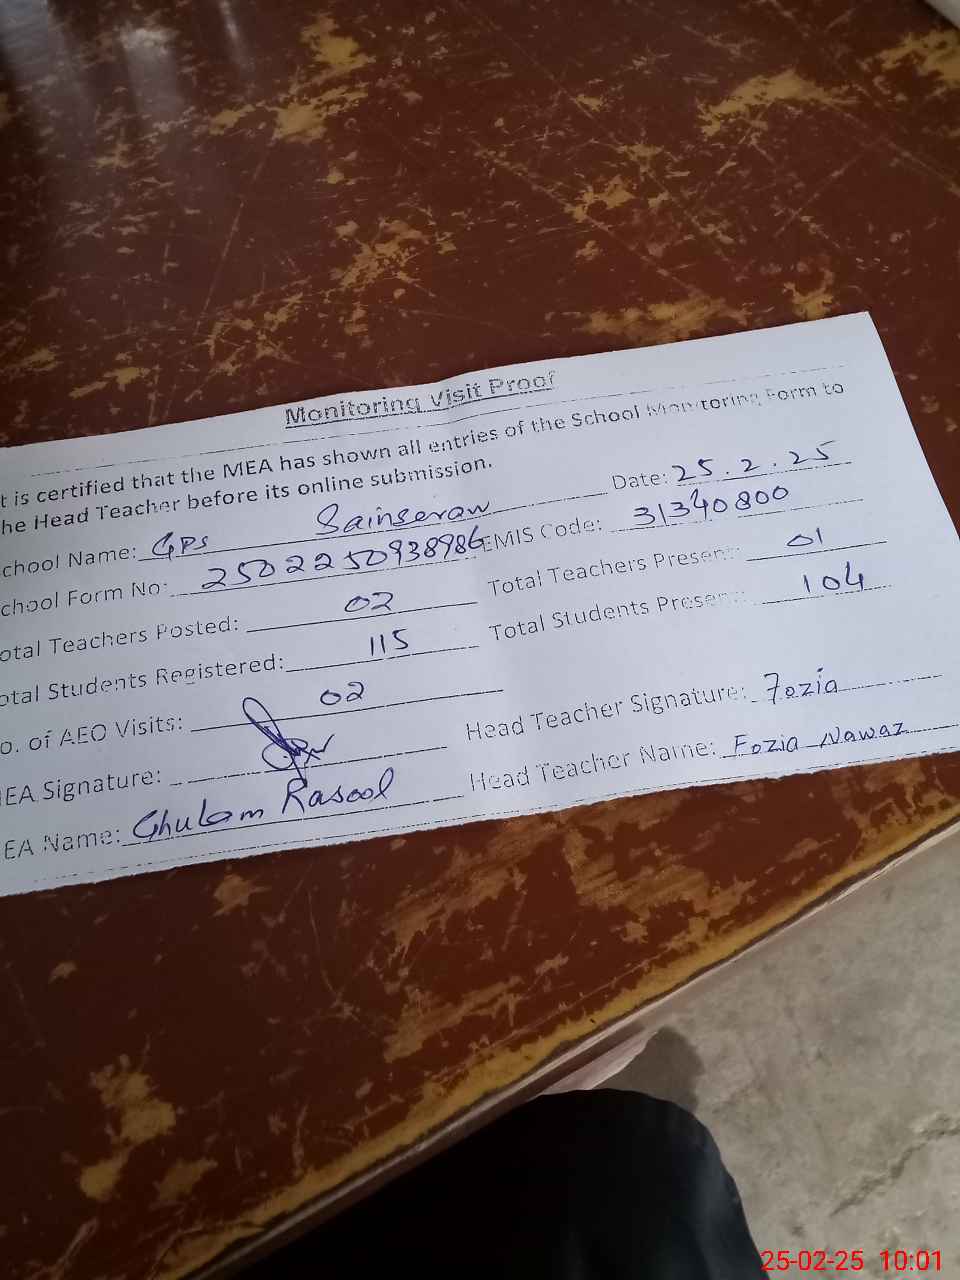 Monitoring Visit Proof
t is certified that the MEA has shown all entries of the School Monitoring Form to
he Head Teacher before its online submission.
chool Name: GPS Sainseraw Date: 25.2.25
chool Form No: 2502250938986 EMIS Code: 31340800
otal Teachers Posted: 02 Total Teachers Present: 01
otal Students Registered: 115 Total Students Present: 104
o. of AEO Visits: 02
EA Signature: Head Teacher Signature: Fozia
EA Name: Ghulam Rasool Head Teacher Name: Fozia Nawaz
25-02-25 10:01